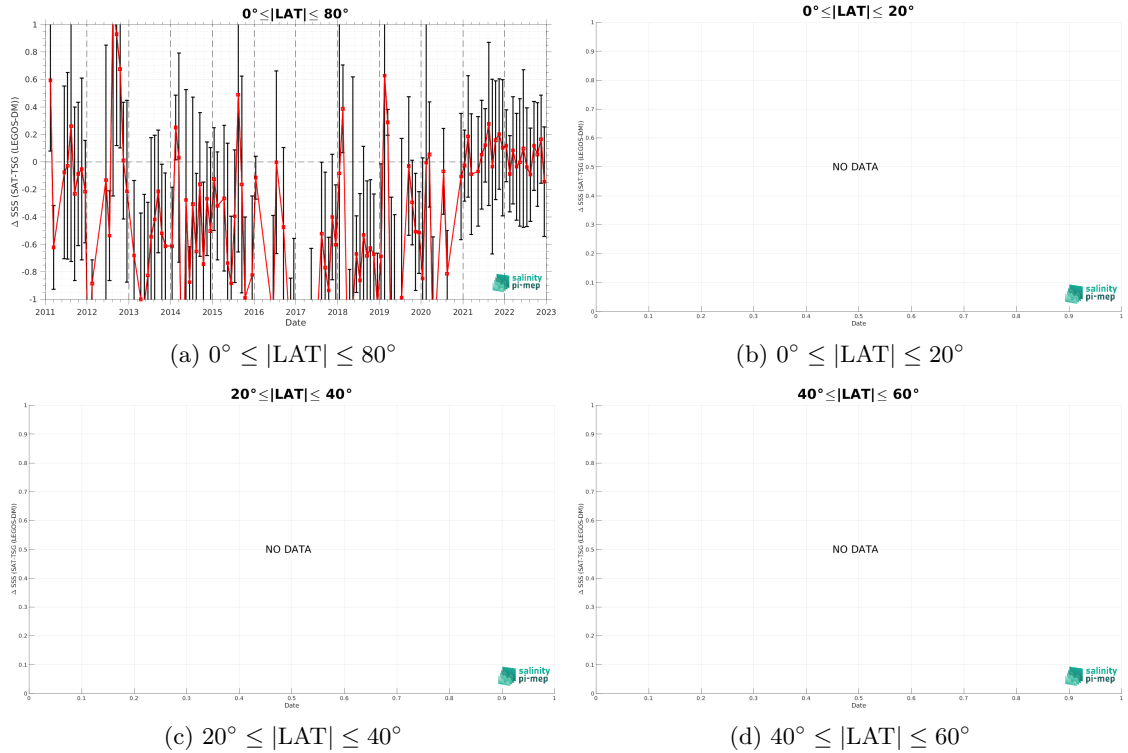 0°≤|LAT|≤ 80°
1
0.8
0.6
0.4
0.2
0
-0.2
-0.4
-0.6
-0.8
-1
Δ SSS (SAT-TSG (LEGOS-DM))
2011 2012 2013 2014 2015 2016 2017 2018 2019 2020 2021 2022 2023
Date
salinity
pi-mep
(a) 0° ≤ |LAT| ≤ 80°
0°≤|LAT|≤ 20°
1
0.9
0.8
0.7
0.6
0.5
0.4
0.3
0.2
0.1
0
Δ SSS (SAT-TSG (LEGOS-DM))
NO DATA
0 0.1 0.2 0.3 0.4 0.5 0.6 0.7 0.8 0.9 1
Date
salinity
pi-mep
(b) 0° ≤ |LAT| ≤ 20°
20°≤|LAT|≤ 40°
1
0.9
0.8
0.7
0.6
0.5
0.4
0.3
0.2
0.1
0
Δ SSS (SAT-TSG (LEGOS-DM))
NO DATA
0 0.1 0.2 0.3 0.4 0.5 0.6 0.7 0.8 0.9 1
Date
salinity
pi-mep
(c) 20° ≤ |LAT| ≤ 40°
40°≤|LAT|≤ 60°
1
0.9
0.8
0.7
0.6
0.5
0.4
0.3
0.2
0.1
0
Δ SSS (SAT-TSG (LEGOS-DM))
NO DATA
0 0.1 0.2 0.3 0.4 0.5 0.6 0.7 0.8 0.9 1
Date
salinity
pi-mep
(d) 40° ≤ |LAT| ≤ 60°